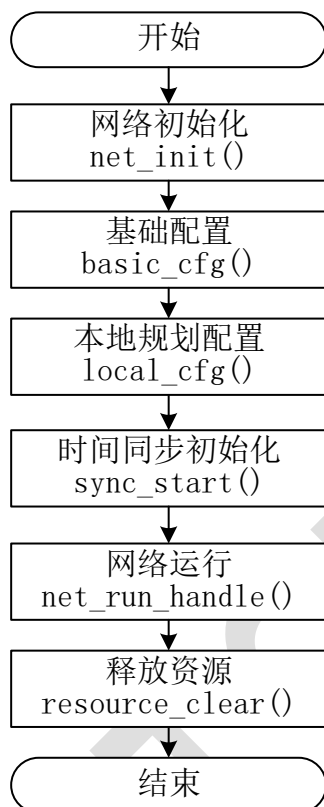 开始
网络初始化
net_init()
基础配置
basic_cfg()
本地规划配置
local_cfg()
时间同步初始化
sync_start()
网络运行
net_run_handle()
释放资源
resource_clear()
结束